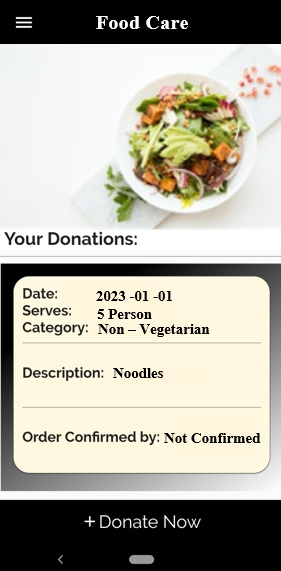 Food Care
Your Donations:
Date: 2023 -01 -01
Serves: 5 Person
Category: Non – Vegetarian
Description: Noodles
Order Confirmed by: Not Confirmed
+ Donate Now